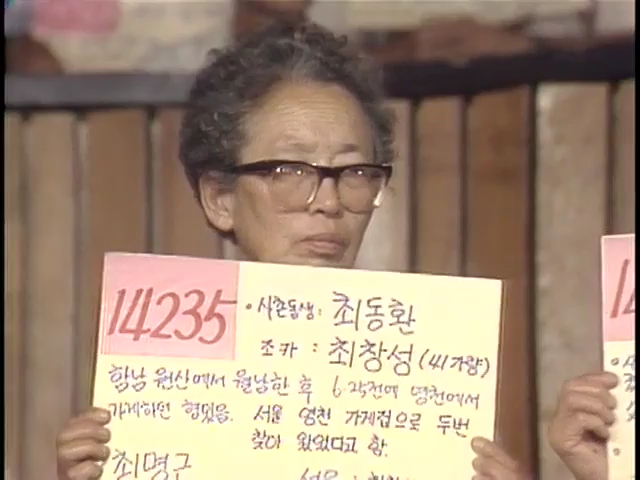 14235
•사촌동생: 최동환
조카 : 최창성 (41가량)
함남 원산에서 월남한 후 6.25전에 영천에서
가게하던 형있음. 서울 영천 가게집으로 두번
찾아 왔었다고 함.
최명근